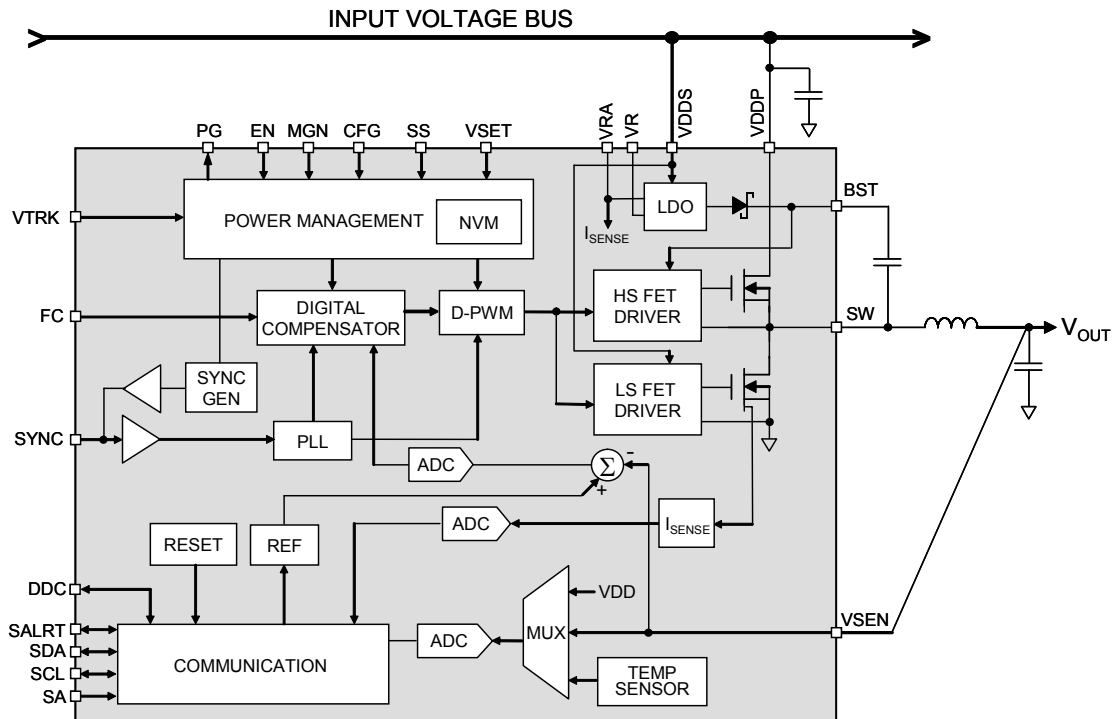 INPUT VOLTAGE BUS
PG
EN
MGN
CFG
SS
VSET
VRA
VR
VDDS
VDDP
VTRK
POWER MANAGEMENT
NVM
LDO
BST
ISENSE
FC
DIGITAL
COMPENSATOR
D-PWM
HS FET
DRIVER
SW
VOUT
SYNC
GEN
LS FET
DRIVER
SYNC
PLL
ADC
Σ
-
+
ADC
ISENSE
RESET
REF
DDC
VDD
SALRT
SDA
SCL
SA
COMMUNICATION
ADC
MUX
VSEN
TEMP
SENSOR